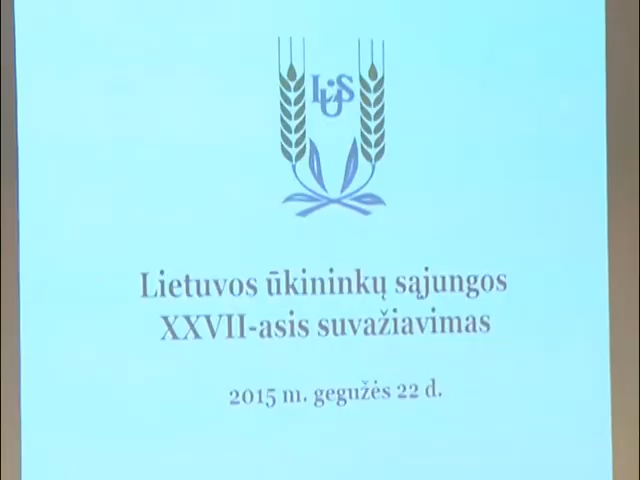 LŪS
Lietuvos ūkininkų sąjungos
XXVII-asis suvažiavimas
2015 m. gegužės 22 d.